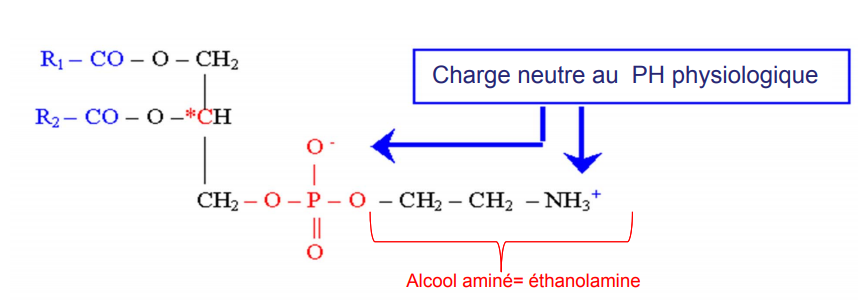 R₁ – CO – O – CH₂
Charge neutre au PH physiologique
R₂ – CO – O –*CH
O -
CH₂ – O – P – O – CH₂ – CH₂ – NH₃⁺
O
Alcool aminé= éthanolamine